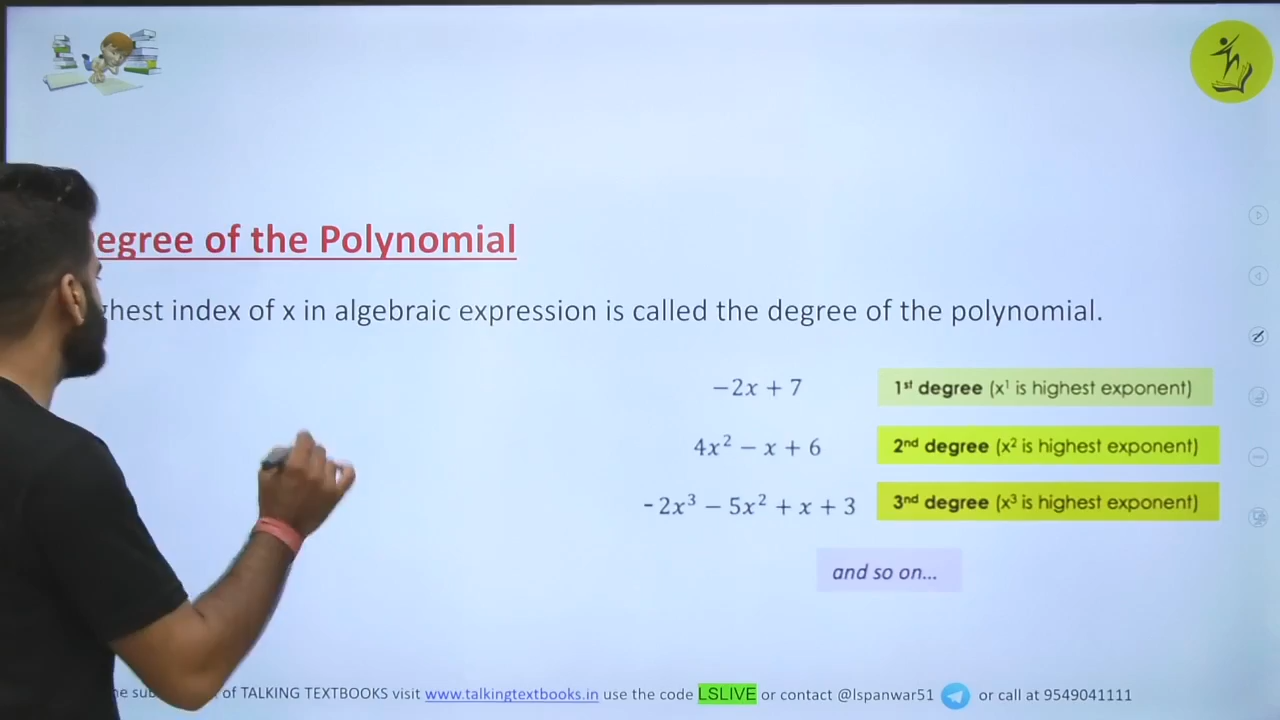 egree of the Polynomial
ghest index of x in algebraic expression is called the degree of the polynomial.
−2x + 7 1st degree (x¹ is highest exponent)
4x² − x + 6 2nd degree (x² is highest exponent)
-2x³ − 5x² + x + 3 3nd degree (x³ is highest exponent)
and so on...
of TALKING TEXTBOOKS visit www.talkingtextbooks.in use the code LSLIVE or contact @lspanwar51 or call at 9549041111